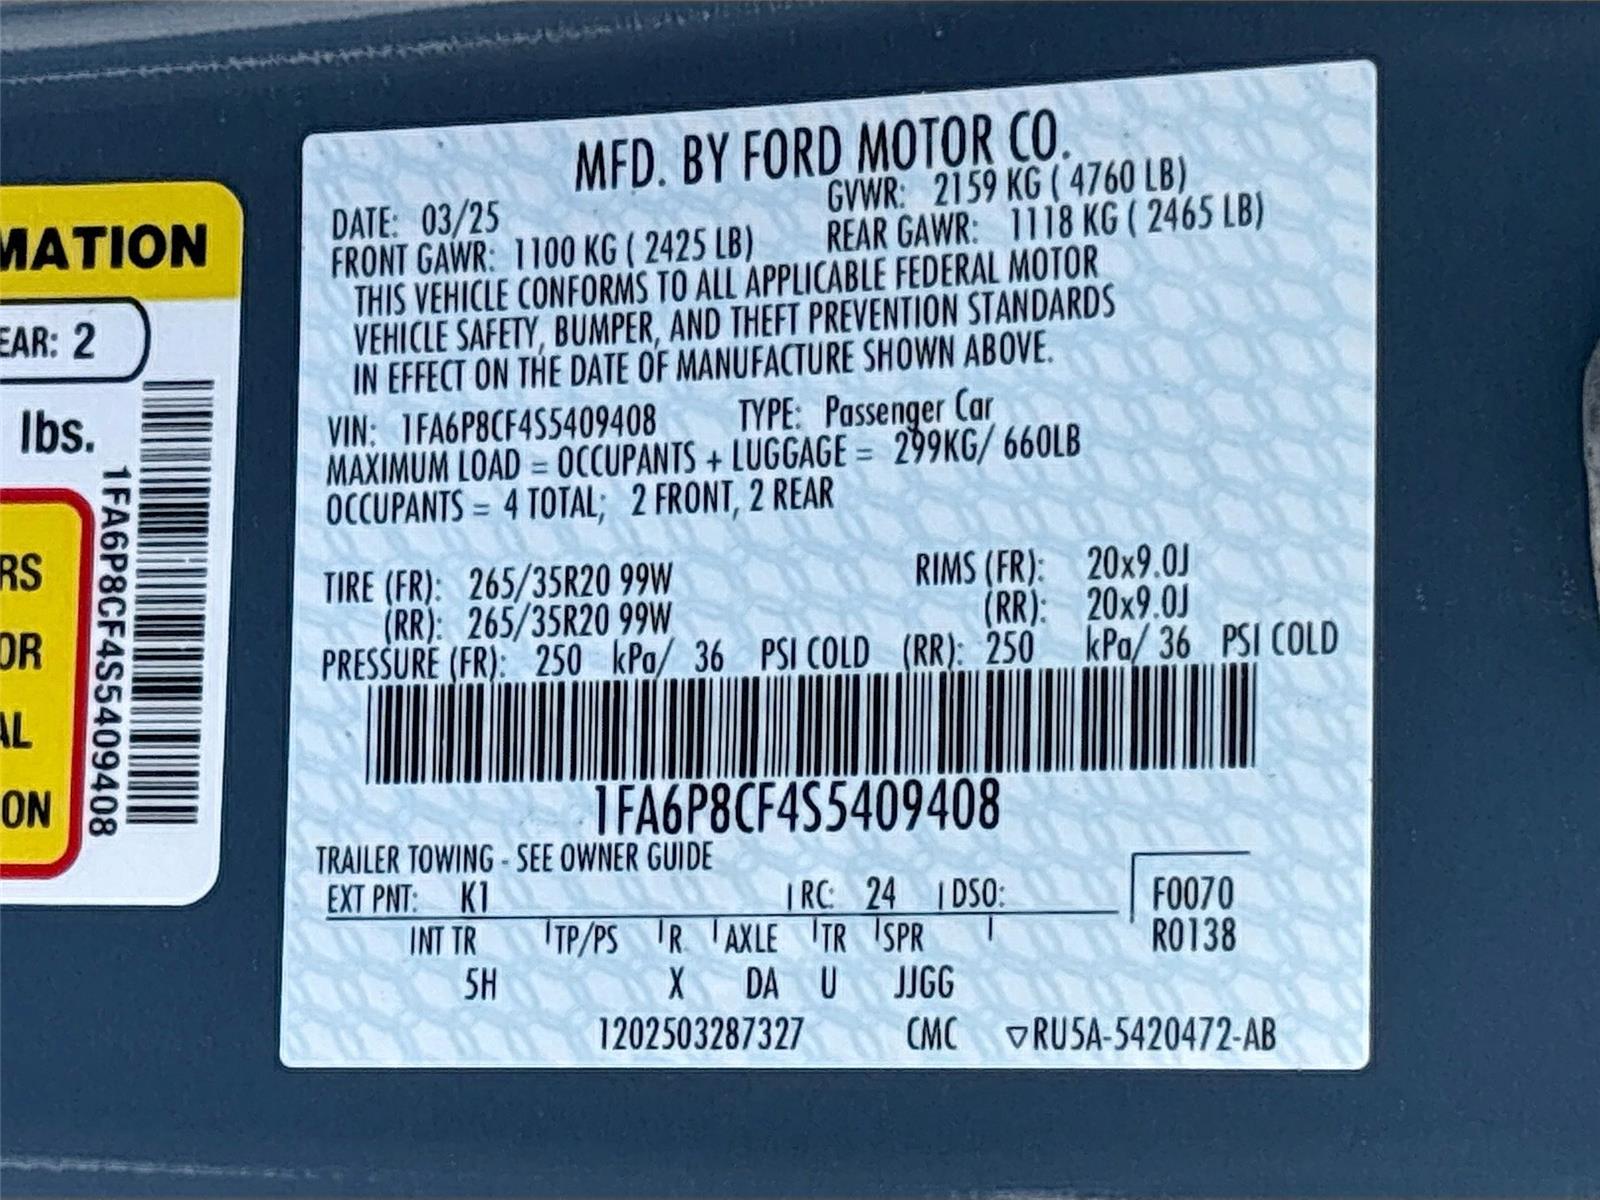 MATION
EAR: 2
lbs.
RS
OR
AL
ON
1FA6P8CF4S5409408
MFD. BY FORD MOTOR CO.
DATE: 03/25 GVWR: 2159 KG ( 4760 LB)
FRONT GAWR: 1100 KG ( 2425 LB) REAR GAWR: 1118 KG ( 2465 LB)
THIS VEHICLE CONFORMS TO ALL APPLICABLE FEDERAL MOTOR
VEHICLE SAFETY, BUMPER, AND THEFT PREVENTION STANDARDS
IN EFFECT ON THE DATE OF MANUFACTURE SHOWN ABOVE.
VIN: 1FA6P8CF4S5409408 TYPE: Passenger Car
MAXIMUM LOAD = OCCUPANTS + LUGGAGE = 299KG/ 660LB
OCCUPANTS = 4 TOTAL; 2 FRONT, 2 REAR
TIRE (FR): 265/35R20 99W RIMS (FR): 20x9.0J
(RR): 265/35R20 99W (RR): 20x9.0J
PRESSURE (FR): 250 kPa/ 36 PSI COLD (RR): 250 kPa/ 36 PSI COLD
1FA6P8CF4S5409408
TRAILER TOWING - SEE OWNER GUIDE
EXT PNT: K1 RC: 24 DSO: F0070
INT TR TP/PS R AXLE TR SPR R0138
5H X DA U JJGG
1202503287327 CMC ▽RU5A-5420472-AB